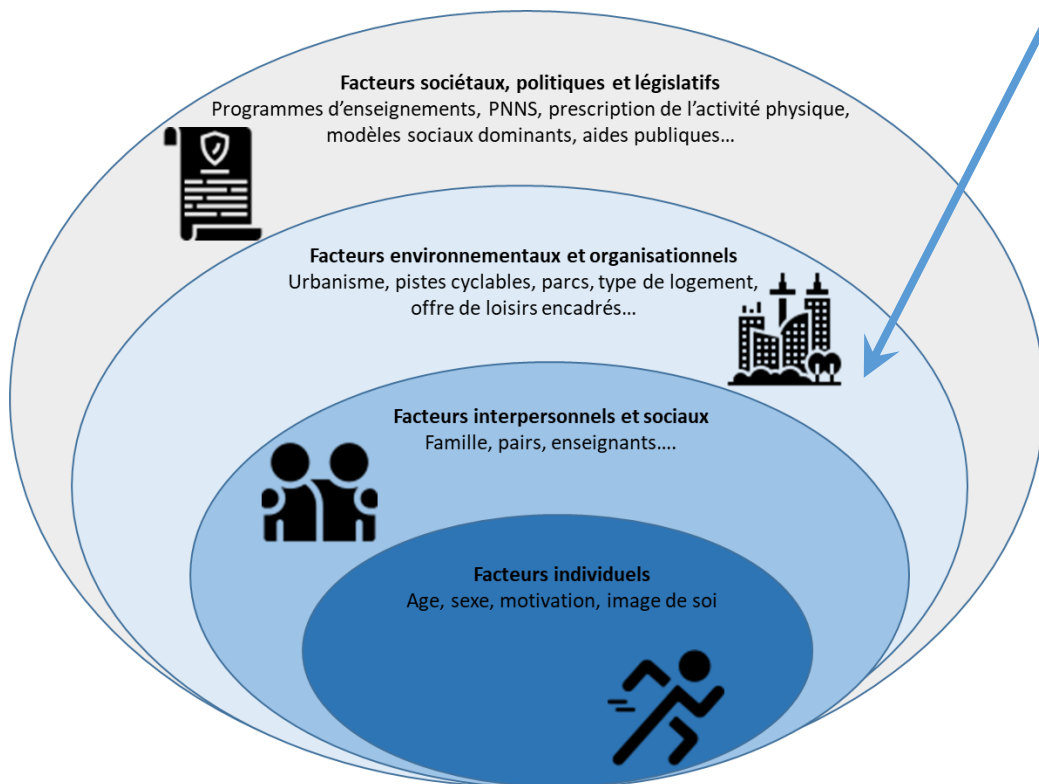 Facteurs sociétaux, politiques et législatifs
Programmes d’enseignements, PNNS, prescription de l’activité physique,
modèles sociaux dominants, aides publiques…
Facteurs environnementaux et organisationnels
Urbanisme, pistes cyclables, parcs, type de logement,
offre de loisirs encadrés…
Facteurs interpersonnels et sociaux
Famille, pairs, enseignants….
Facteurs individuels
Age, sexe, motivation, image de soi